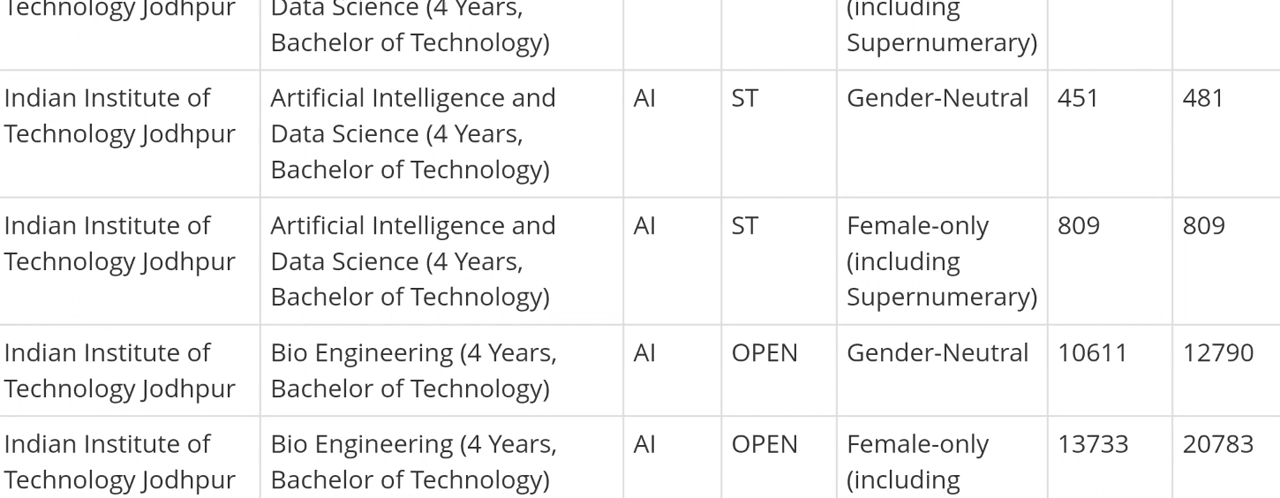 Technology Jodhpur Data Science (4 Years, (including
Bachelor of Technology) Supernumerary)
Indian Institute of Artificial Intelligence and AI ST Gender-Neutral 451 481
Technology Jodhpur Data Science (4 Years,
Bachelor of Technology)
Indian Institute of Artificial Intelligence and AI ST Female-only 809 809
Technology Jodhpur Data Science (4 Years, (including
Bachelor of Technology) Supernumerary)
Indian Institute of Bio Engineering (4 Years, AI OPEN Gender-Neutral 10611 12790
Technology Jodhpur Bachelor of Technology)
Indian Institute of Bio Engineering (4 Years, AI OPEN Female-only 13733 20783
Technology Jodhpur Bachelor of Technology) (including